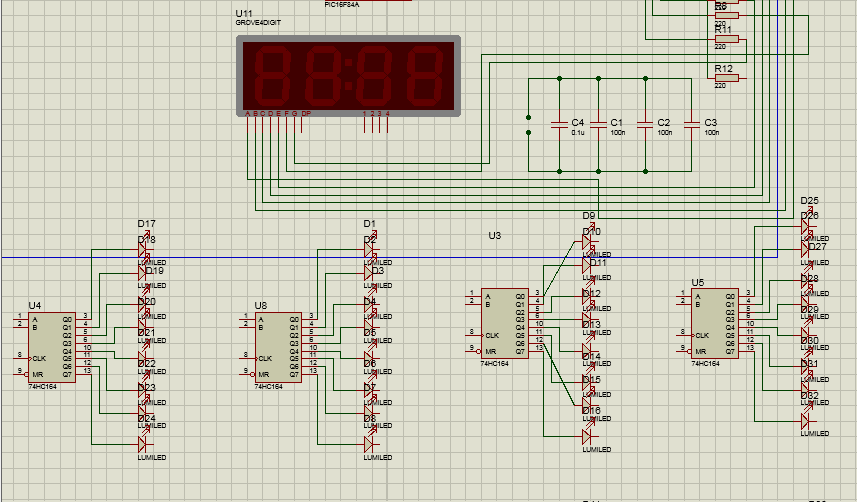 PIC16F84A
U11
GROVE4DIGIT
A B C D E F G DP
1 2 3 4
R8
220
R11
220
R12
220
C4
0.1u
C1
100n
C2
100n
C3
100n
U4
1 A
2 B
8 CLK
9 MR
Q0 3
Q1 4
Q2 5
Q3 6
Q4 10
Q5 11
Q6 12
Q7 13
74HC164
D17
D18
LUMILED
D19
LUMILED
D20
LUMILED
D21
LUMILED
D22
LUMILED
D23
LUMILED
D24
LUMILED
LUMILED
U8
1 A
2 B
8 CLK
9 MR
Q0 3
Q1 4
Q2 5
Q3 6
Q4 10
Q5 11
Q6 12
Q7 13
74HC164
D1
D2
LUMILED
D3
LUMILED
D4
LUMILED
D5
LUMILED
D6
LUMILED
D7
LUMILED
D8
LUMILED
LUMILED
U3
1 A
2 B
8 CLK
9 MR
Q0 3
Q1 4
Q2 5
Q3 6
Q4 10
Q5 11
Q6 12
Q7 13
74HC164
D9
D10
LUMILED
D11
LUMILED
D12
LUMILED
D13
LUMILED
D14
LUMILED
D15
LUMILED
D16
LUMILED
LUMILED
U5
1 A
2 B
8 CLK
9 MR
Q0 3
Q1 4
Q2 5
Q3 6
Q4 10
Q5 11
Q6 12
Q7 13
74HC164
D25
D26
LUMILED
D27
LUMILED
D28
LUMILED
D29
LUMILED
D30
LUMILED
D31
LUMILED
D32
LUMILED
LUMILED